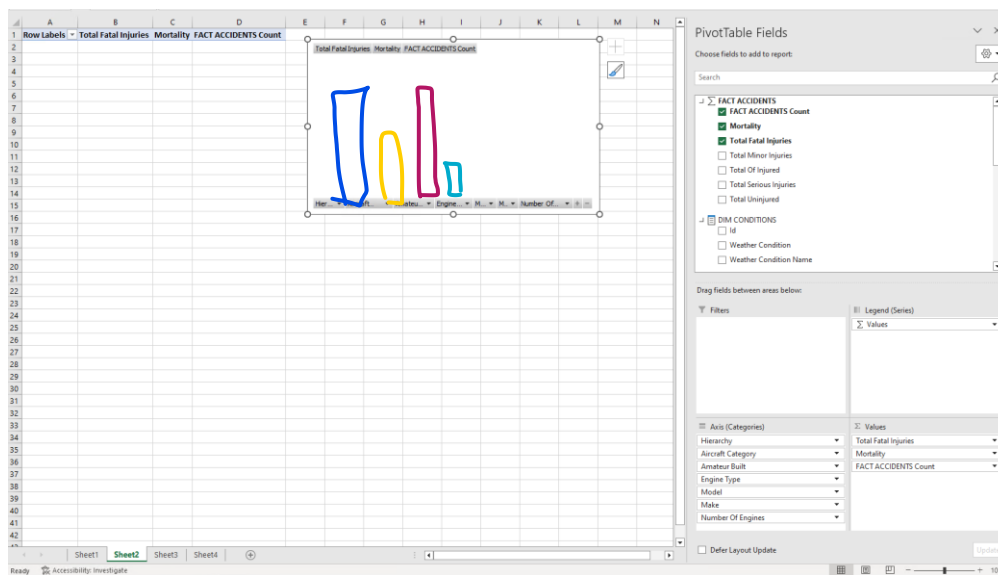 A B C D E F G H I J K L M N
1 Row Labels Total Fatal Injuries Mortality FACT ACCIDENTS Count
2
3
4
5
6
7
8
9
10
11
12
13
14
15
16
17
18
19
20
21
22
23
24
25
26
27
28
29
30
31
32
33
34
35
36
37
38
39
40
41
42
Total Fatal Injuries Mortality FACT ACCIDENTS Count
Her... Engine... M... M.. Number Of... + −
Sheet1 Sheet2 Sheet3 Sheet4
Ready Accessibility: Investigate
PivotTable Fields
Choose fields to add to report:
Search
Σ FACT ACCIDENTS
FACT ACCIDENTS Count
Mortality
Total Fatal Injuries
Total Minor Injuries
Total Of Injured
Total Serious Injuries
Total Uninjured
DIM CONDITIONS
Id
Weather Condition
Weather Condition Name
Drag fields between areas below:
Filters
Legend (Series)
Σ Values
Axis (Categories)
Hierarchy
Aircraft Category
Amateur Built
Engine Type
Model
Make
Number Of Engines
Σ Values
Total Fatal Injuries
Mortality
FACT ACCIDENTS Count
Defer Layout Update